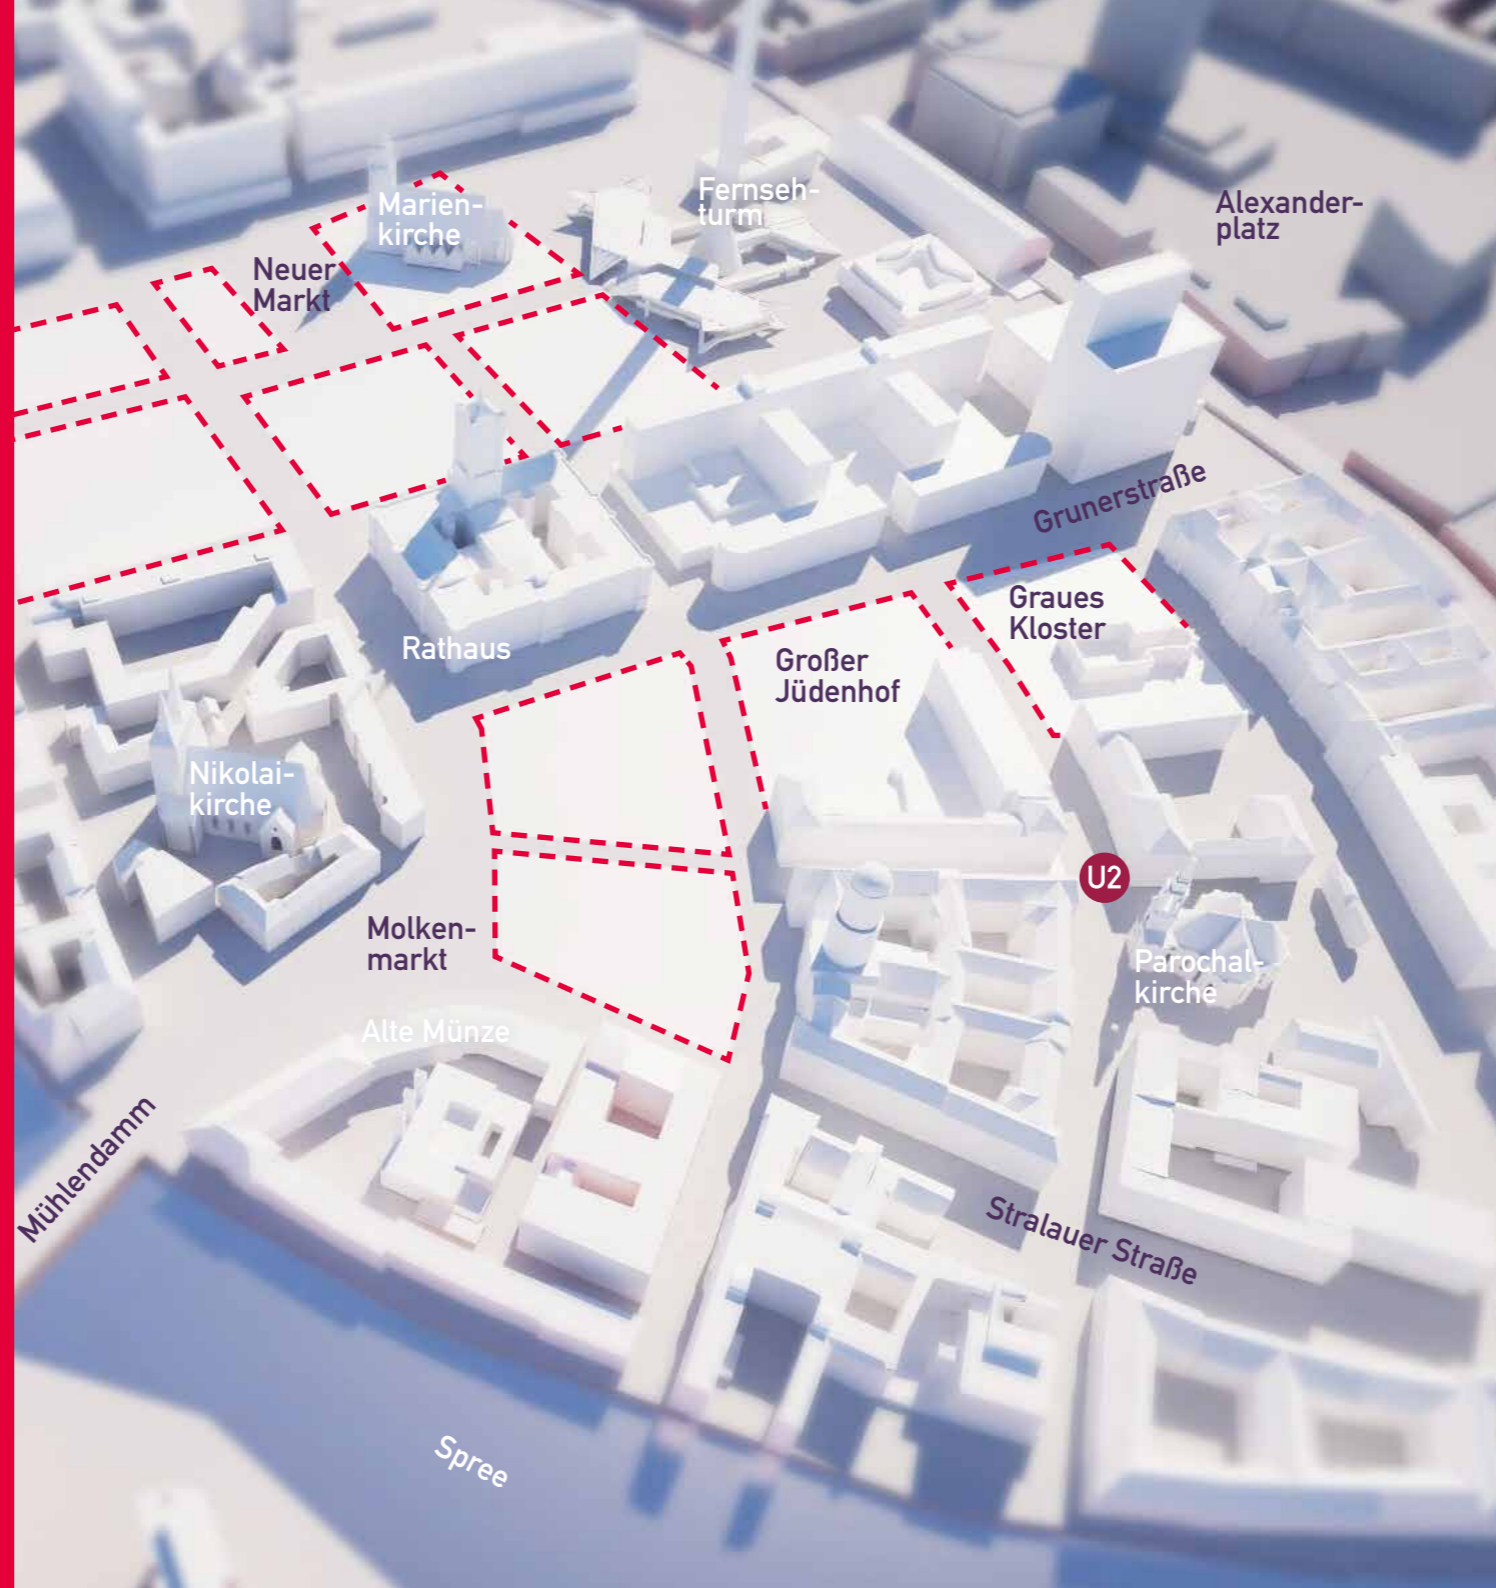 Marien-
kirche
Fernseh-
turm
Alexander-
platz
Neuer
Markt
Grunerstraße
Graues
Kloster
Rathaus
Großer
Jüdenhof
Nikolai-
kirche
U2
Molken-
markt
Parochal-
kirche
Alte Münze
Mühlendamm
Stralauer Straße
Spree